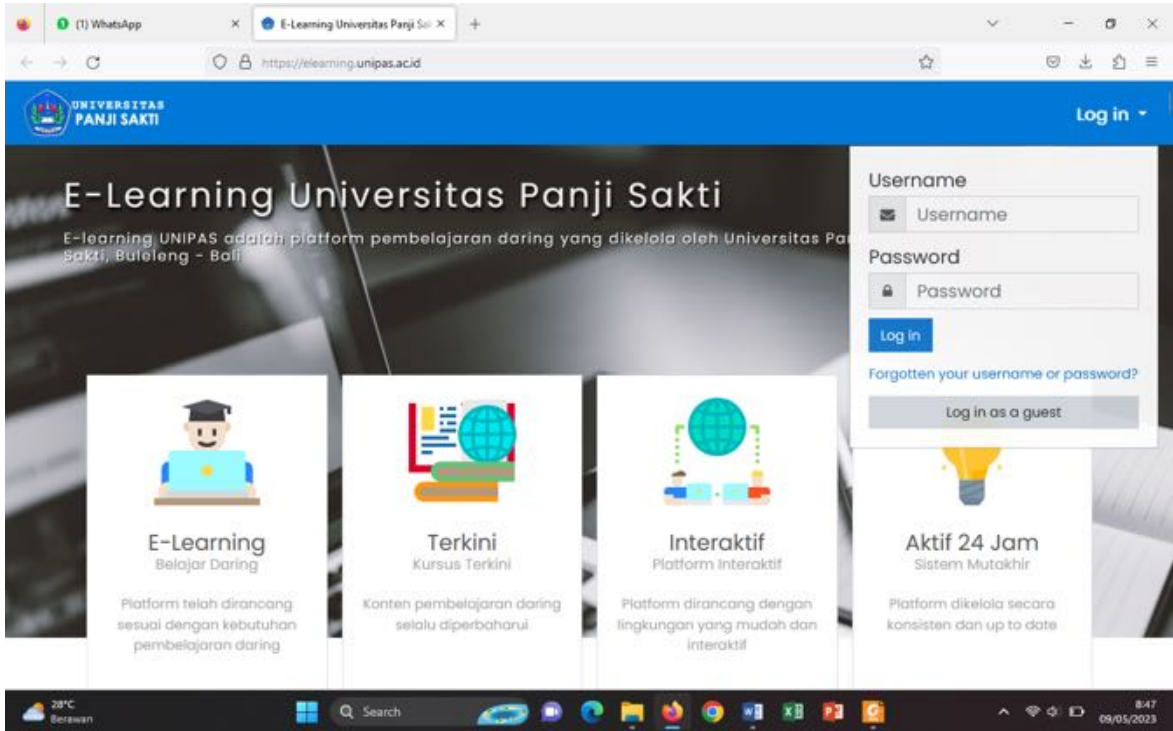 (1) WhatsApp
E-Learning Universitas Panji Sa
https://elearning.unipas.ac.id
UNIVERSITAS
PANJI SAKTI
Log in
E-Learning Universitas Panji Sakti
E-learning UNIPAS adalah platform pembelajaran daring yang dikelola oleh Universitas Pa
Sakti, Buleleng - Bali
Username
Username
Password
Password
Log in
Forgotten your username or password?
Log in as a guest
E-Learning
Belajar Daring
Platform telah dirancang
sesuai dengan kebutuhan
pembelajaran daring
Terkini
Kursus Terkini
Konten pembelajaran daring
selalu diperbaharui
Interaktif
Platform Interaktif
Platform dirancang dengan
lingkungan yang mudah dan
interaktif
Aktif 24 Jam
Sistem Mutakhir
Platform dikelola secara
konsisten dan up to date
28°C
Berawan
Search
8:47
09/05/2023